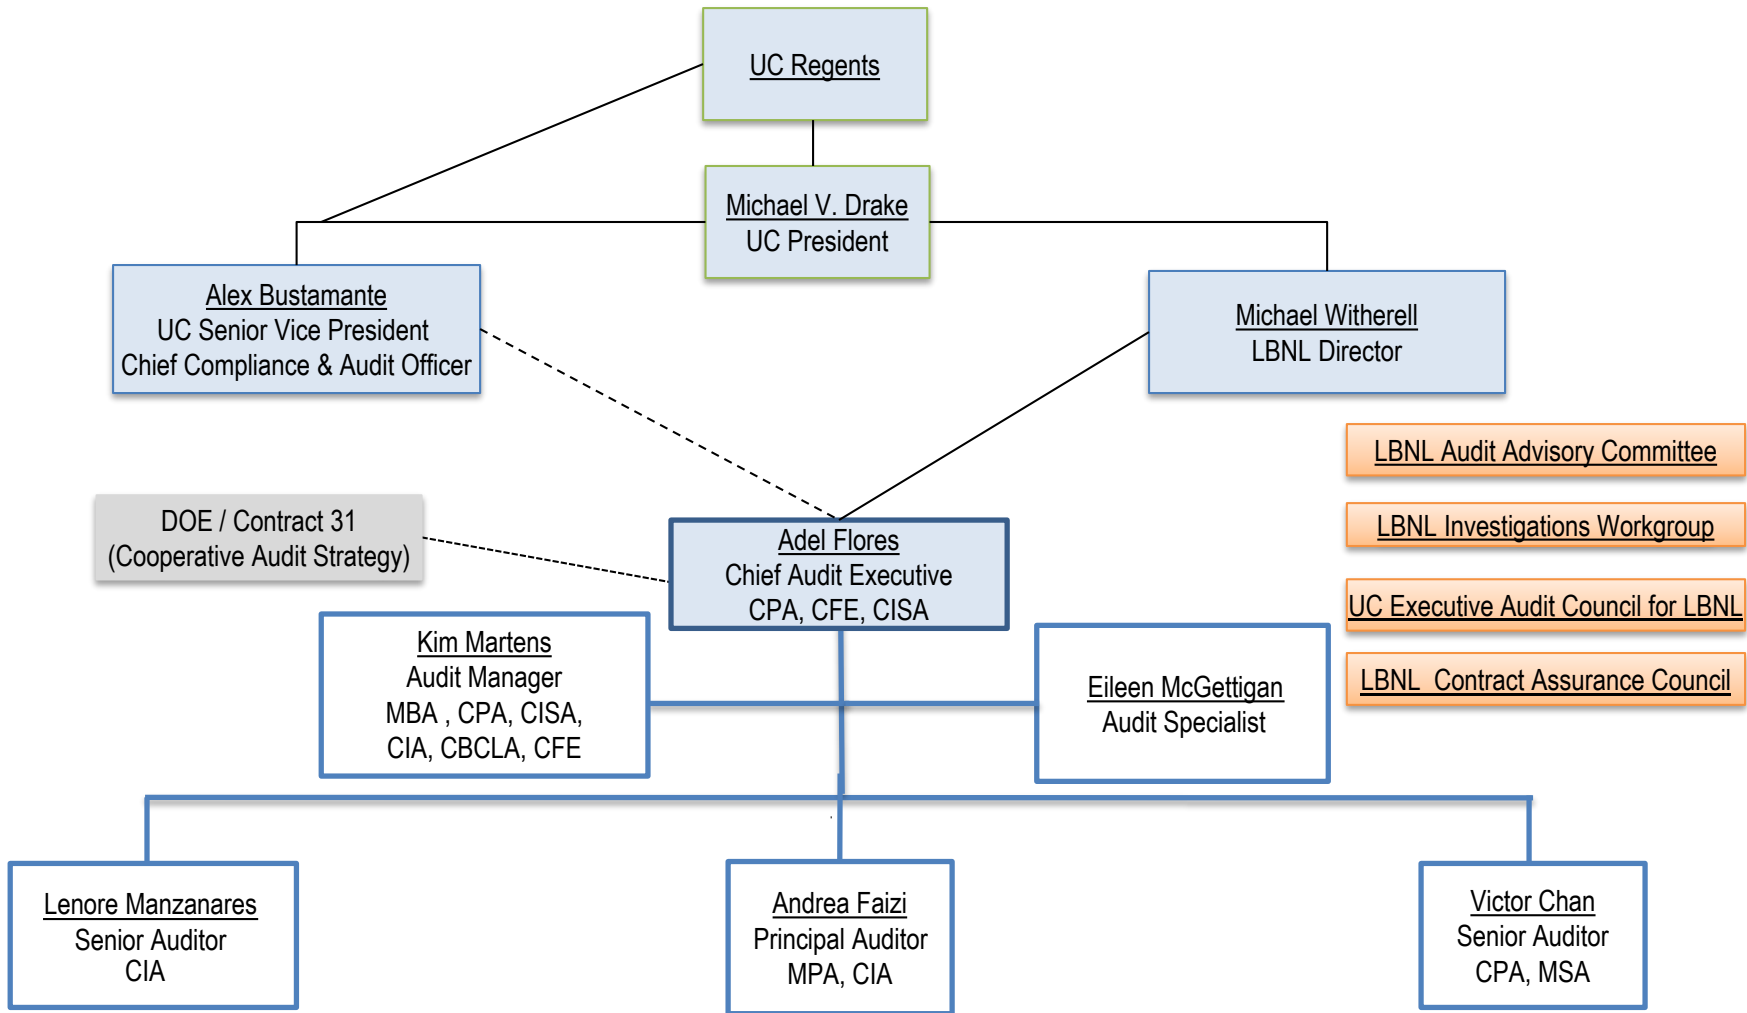 UC Regents
Michael V. Drake
UC President
Alex Bustamante
UC Senior Vice President
Chief Compliance & Audit Officer
Michael Witherell
LBNL Director
LBNL Audit Advisory Committee
LBNL Investigations Workgroup
UC Executive Audit Council for LBNL
LBNL  Contract Assurance Council
DOE / Contract 31
(Cooperative Audit Strategy)
Adel Flores
Chief Audit Executive
CPA, CFE, CISA
Kim Martens
Audit Manager
MBA , CPA, CISA,
CIA, CBCLA, CFE
Eileen McGettigan
Audit Specialist
Lenore Manzanares
Senior Auditor
CIA
Andrea Faizi
Principal Auditor
MPA, CIA
Victor Chan
Senior Auditor
CPA, MSA